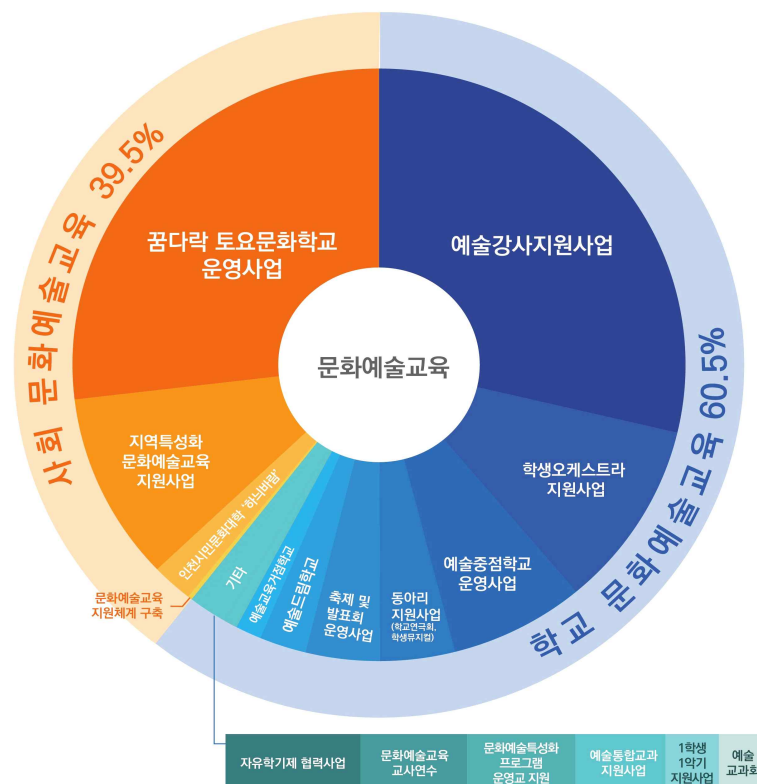 사회 문화예술교육 39.5%
학교 문화예술교육 60.5%
문화예술교육
꿈다락 토요문화학교
운영사업
예술강사지원사업
지역특성화
문화예술교육
지원사업
학생오케스트라
지원사업
인천시민문화대학 '하늬바람'
문화예술교육
지원체계 구축
기타
예술교육거점학교
예술드림학교
축제 및
발표회
운영사업
동아리
지원사업
(학교연극회,
학생뮤지컬)
예술중점학교
운영사업
자유학기제 협력사업
문화예술교육
교사연수
문화예술특성화
프로그램
운영교 지원
예술통합교과
지원사업
1학생
1악기
지원사업
예술
교과회